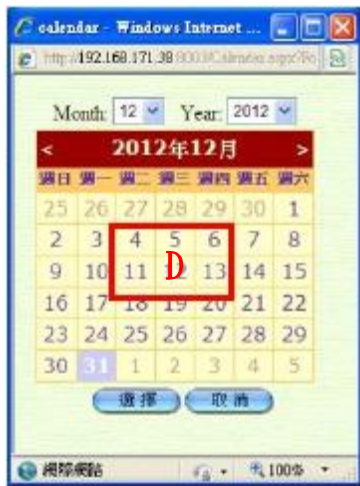 calendar - Windows Internet ...
http://192.168.171.38:8003/Calendar.aspx?Fo
Month: 12 Year: 2012
< 2012年12月 >
週日 週一 週二 週三 週四 週五 週六
25 26 27 28 29 30 1
2 3 4 5 6 7 8
9 10 11 12 13 14 15
D
16 17 18 19 20 21 22
23 24 25 26 27 28 29
30 31 1 2 3 4 5
選擇 取消
網際網路 100%